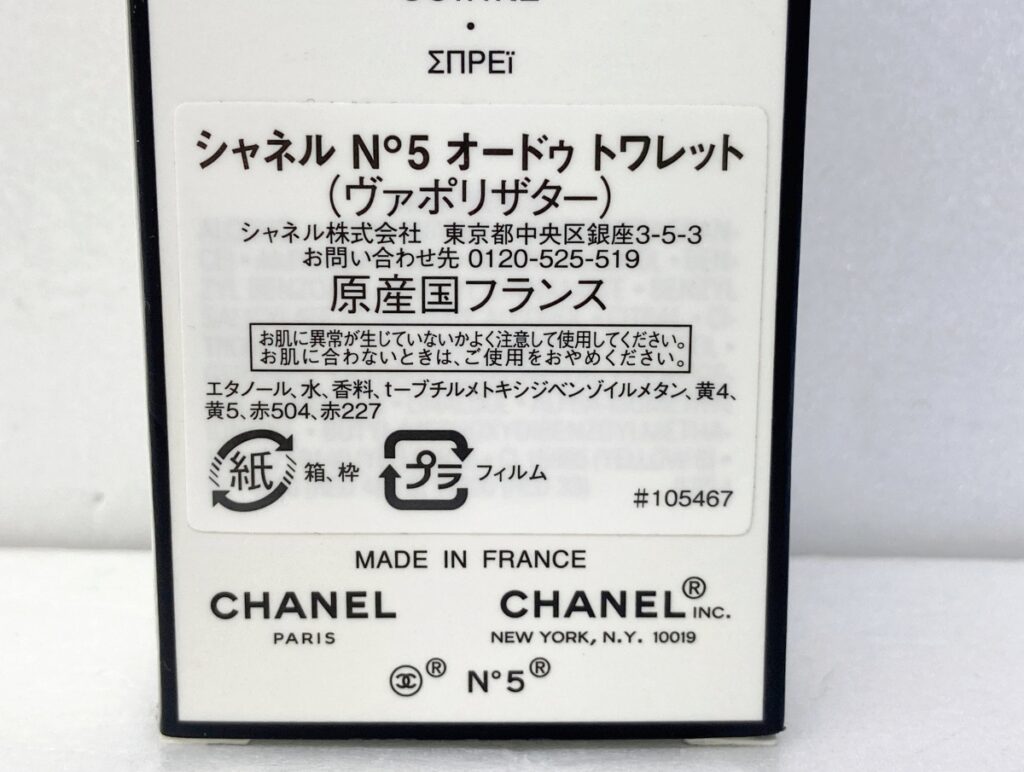 ·
ΣΠΡΕϊ
シャネル N°5 オードゥ トワレット
(ヴァポリザター)
シャネル株式会社 東京都中央区銀座3-5-3
お問い合わせ先 0120-525-519
原産国フランス
お肌に異常が生じていないかよく注意して使用してください。
お肌に合わないときは、ご使用をおやめください。
エタノール、水、香料、t-ブチルメトキシジベンゾイルメタン、黄4、
黄5、赤504、赤227
紙 箱、枠 プラ フィルム
#105467
MADE IN FRANCE
CHANEL CHANEL® INC.
PARIS NEW YORK, N.Y. 10019
® N°5®